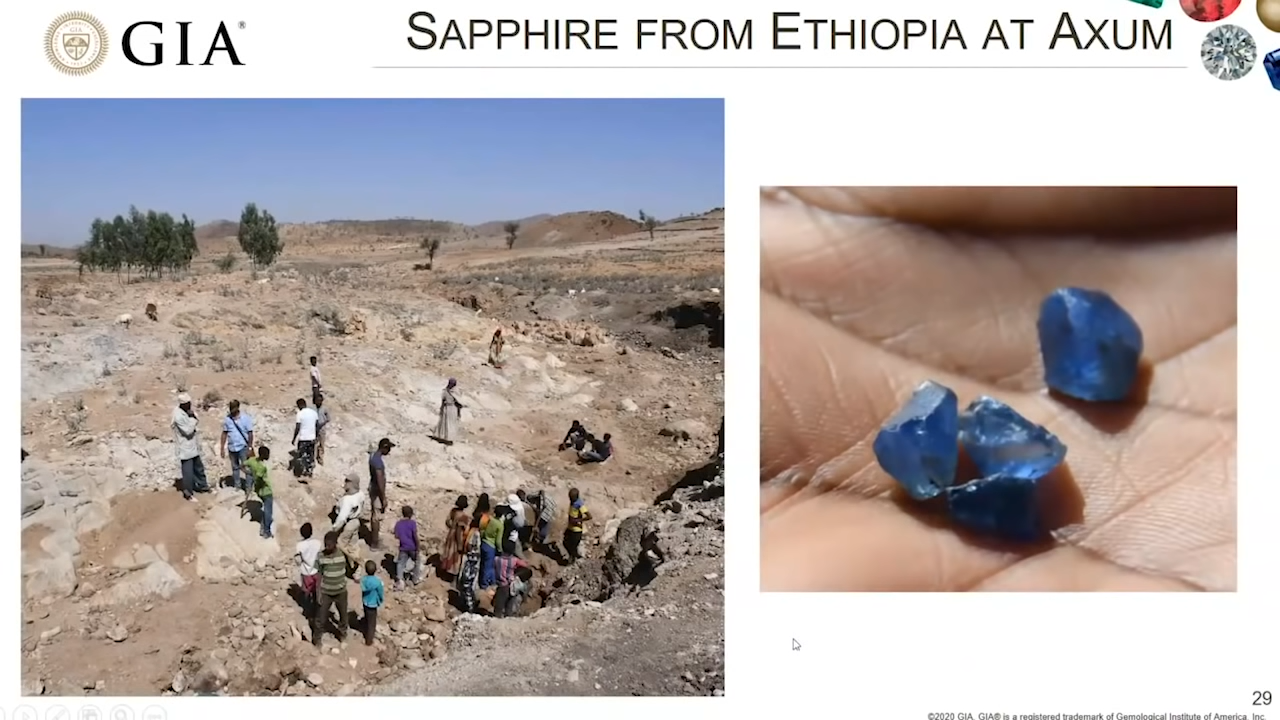 GIA®
SAPPHIRE FROM ETHIOPIA AT AXUM
29
©2020 GIA. GIA® is a registered trademark of Gemological Institute of America, Inc.